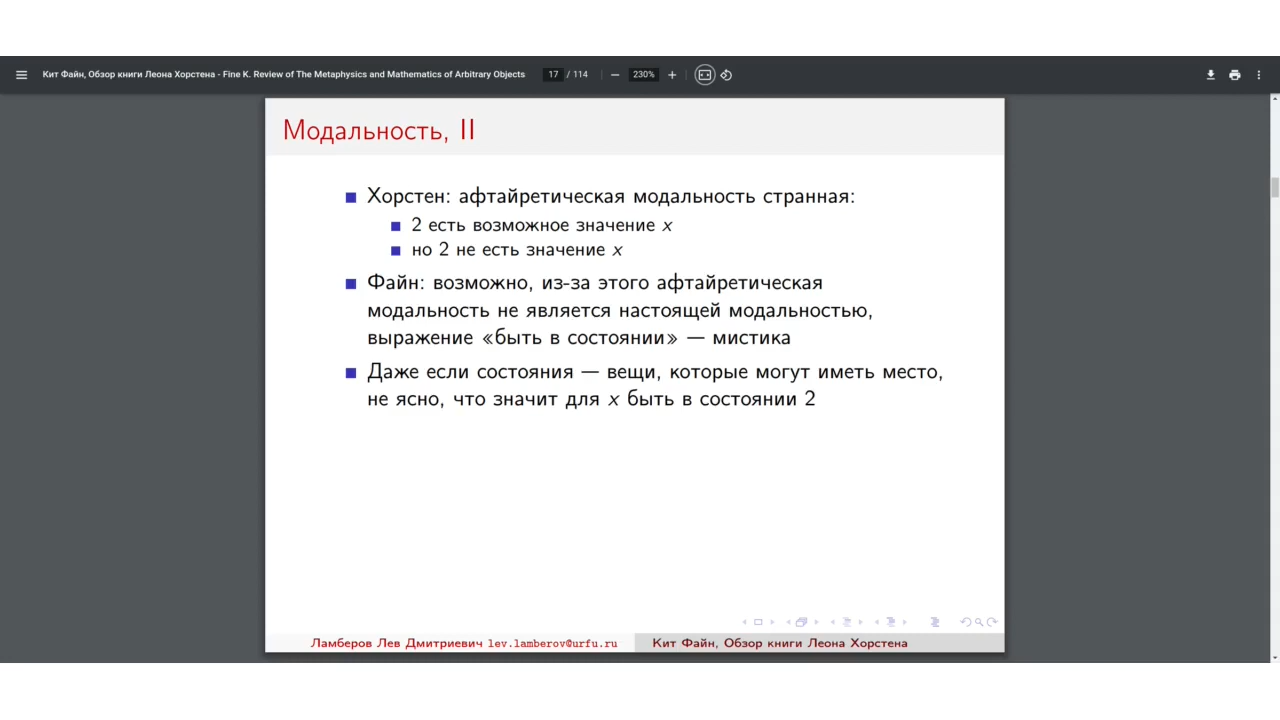 Кит Файн, Обзор книги Леона Хорстена - Fine K. Review of The Metaphysics and Mathematics of Arbitrary Objects 17 / 114 — 230% +
Модальность, II
Хорстен: афтайретическая модальность странная:
2 есть возможное значение x
но 2 не есть значение x
Файн: возможно, из-за этого афтайретическая
модальность не является настоящей модальностью,
выражение «быть в состоянии» — мистика
Даже если состояния — вещи, которые могут иметь место,
не ясно, что значит для x быть в состоянии 2
Ламберов Лев Дмитриевич lev.lamberov@urfu.ru Кит Файн, Обзор книги Леона Хорстена